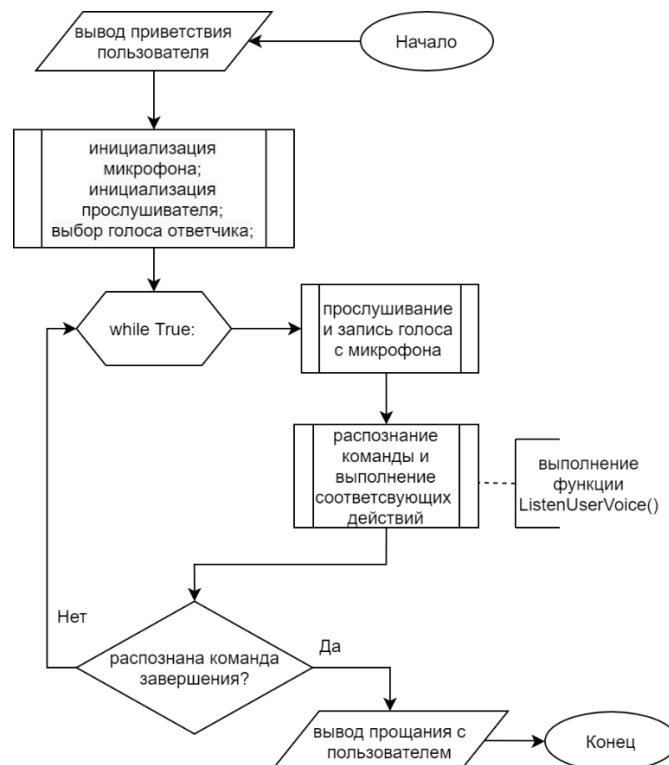 Начало
вывод приветствия
пользователя
инициализация
микрофона;
инициализация
прослушивателя;
выбор голоса ответчика;
while True:
прослушивание
и запись голоса
с микрофона
распознание
команды и
выполнение
соответсвующих
действий
выполнение
функции
ListenUserVoice()
распознана команда
завершения?
Нет
Да
вывод прощания с
пользователем
Конец